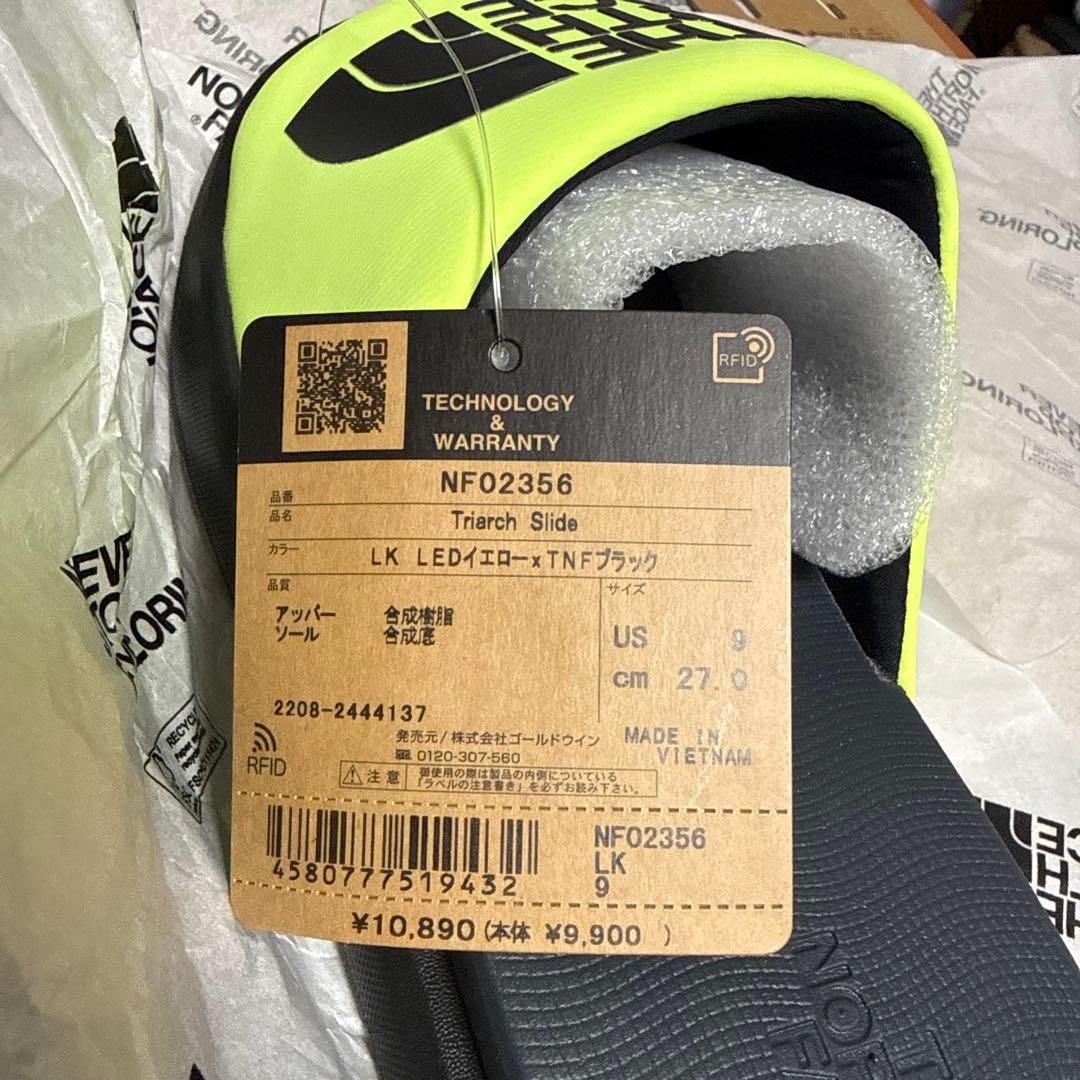 TECHNOLOGY
&
WARRANTY
RFID
品番 NF02356
品名 Triarch Slide
カラー LK LEDイエロー×TNFブラック
品質
アッパー 合成樹脂
ソール 合成底
サイズ
US 9
cm 27.0
2208-2444137
発売元/株式会社ゴールドウイン
0120-307-560
MADE IN
VIETNAM
RFID
注意 御使用の際は製品の内側についている
「ラベルの注意書き」を必ずお読み下さい。
4580777519432
NF02356
LK
9
¥10,890(本体 ¥9,900 )